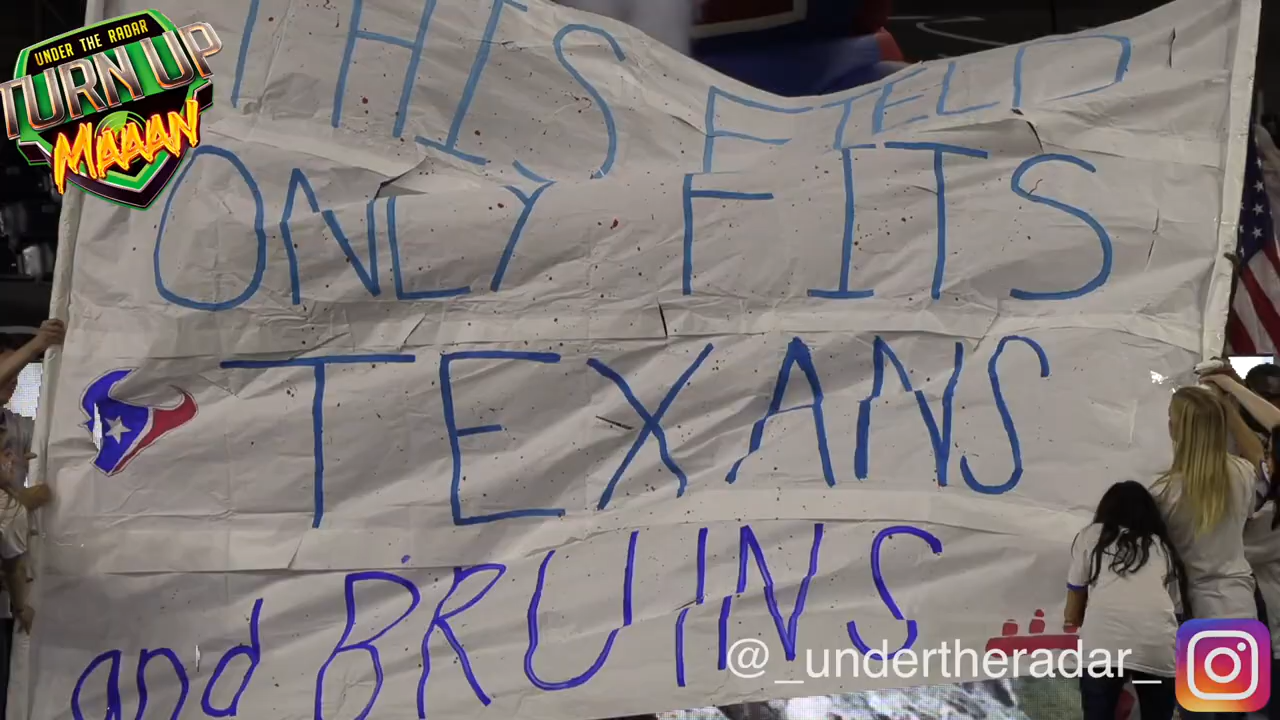 UNDER THE RADAR
TURN UP
MAAAN
THIS FIELD
ONLY FITS
TEXANS
and BRUINS
@_undertheradar_